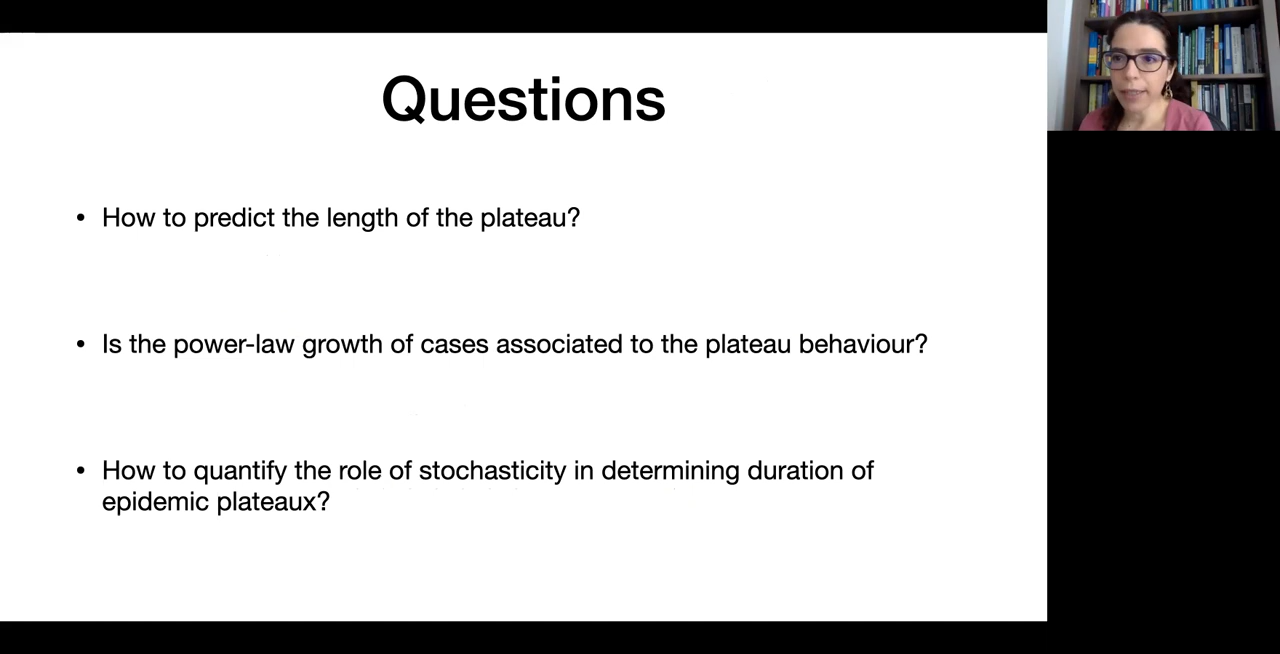 Questions
• How to predict the length of the plateau?
• Is the power-law growth of cases associated to the plateau behaviour?
• How to quantify the role of stochasticity in determining duration of
epidemic plateaux?